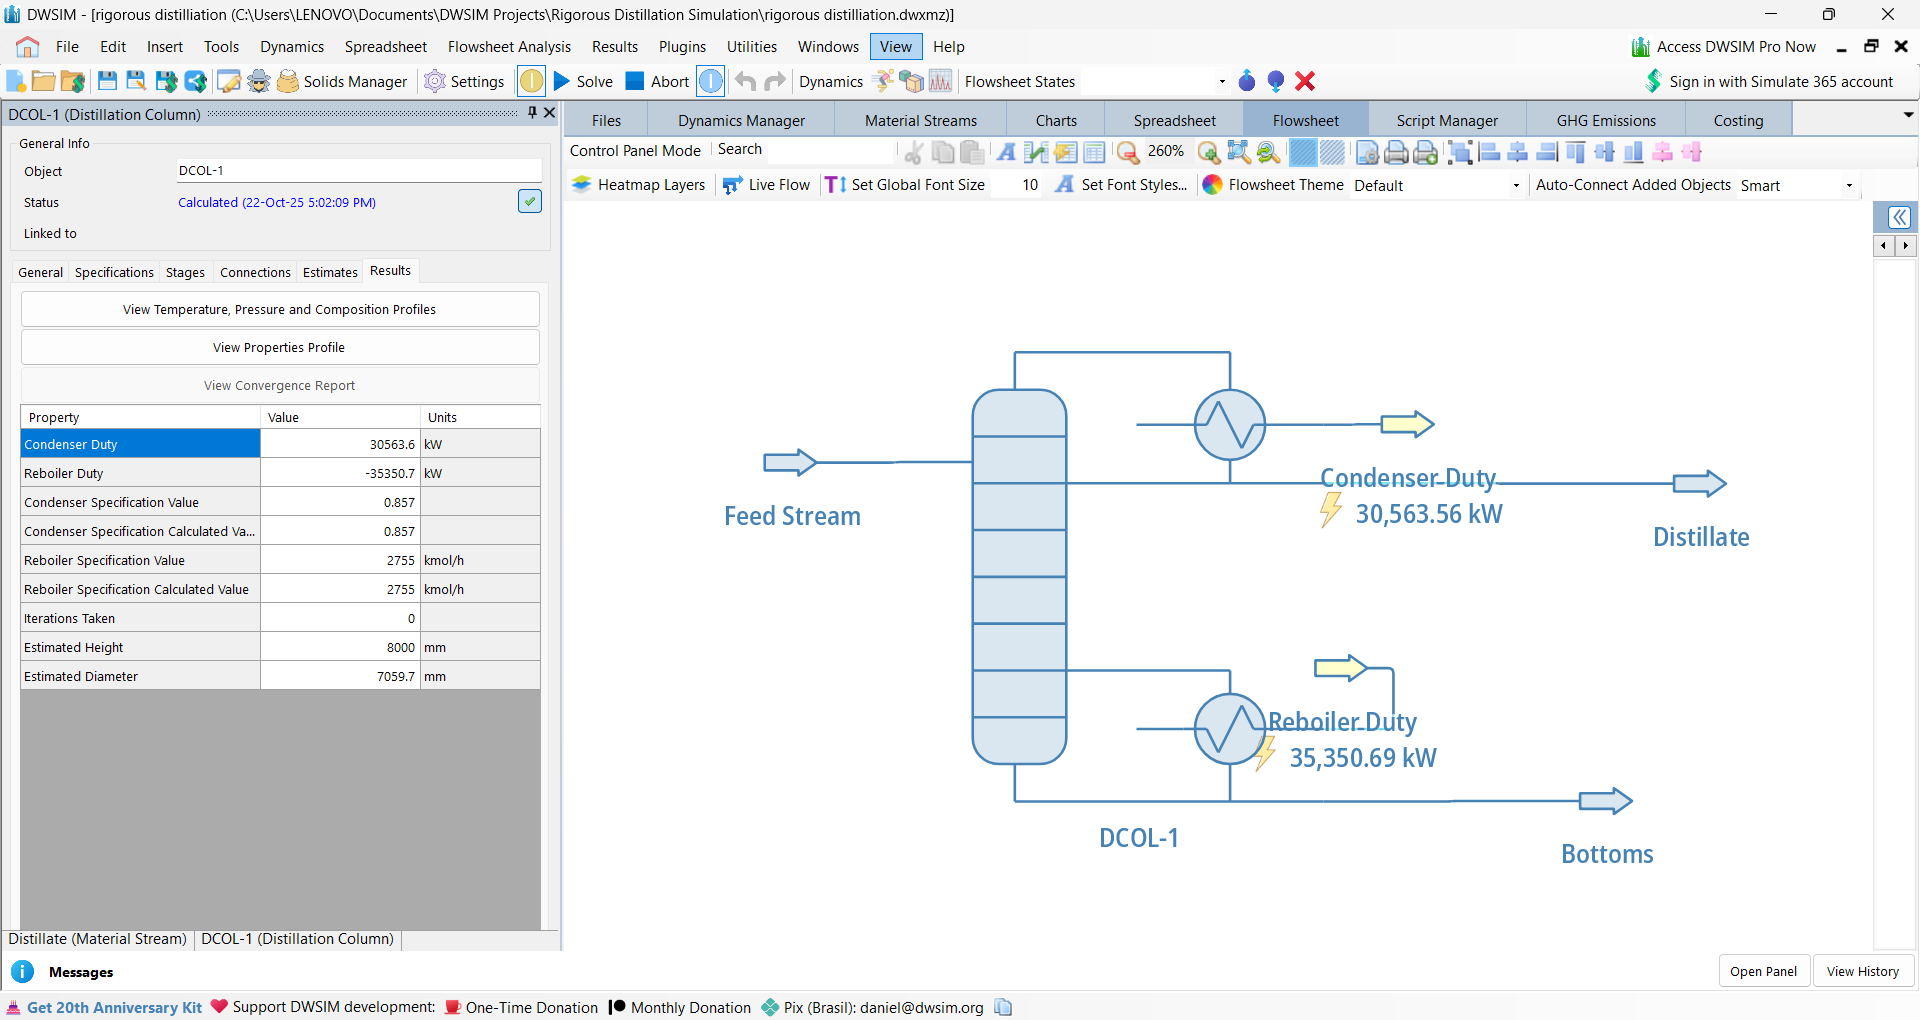 DWSIM - [rigorous distilliation (C:\Users\LENOVO\Documents\DWSIM Projects\Rigorous Distillation Simulation\rigorous distilliation.dwxmz)]
File Edit Insert Tools Dynamics Spreadsheet Flowsheet Analysis Results Plugins Utilities Windows View Help Access DWSIM Pro Now
Solids Manager Settings Solve Abort Dynamics Flowsheet States Sign in with Simulate 365 account
DCOL-1 (Distillation Column)
General Info
Object DCOL-1
Status Calculated (22-Oct-25 5:02:09 PM)
Linked to
General Specifications Stages Connections Estimates Results
View Temperature, Pressure and Composition Profiles
View Properties Profile
View Convergence Report
Property Value Units
Condenser Duty 30563.6 kW
Reboiler Duty -35350.7 kW
Condenser Specification Value 0.857
Condenser Specification Calculated Va... 0.857
Reboiler Specification Value 2755 kmol/h
Reboiler Specification Calculated Value 2755 kmol/h
Iterations Taken 0
Estimated Height 8000 mm
Estimated Diameter 7059.7 mm
Distillate (Material Stream) DCOL-1 (Distillation Column)
Files Dynamics Manager Material Streams Charts Spreadsheet Flowsheet Script Manager GHG Emissions Costing
Control Panel Mode Search 260%
Heatmap Layers Live Flow Set Global Font Size 10 Set Font Styles... Flowsheet Theme Default Auto-Connect Added Objects Smart
Feed Stream
Condenser Duty
30,563.56 kW
Distillate
Reboiler Duty
35,350.69 kW
DCOL-1
Bottoms
Messages Open Panel View History
Get 20th Anniversary Kit Support DWSIM development: One-Time Donation Monthly Donation Pix (Brasil): daniel@dwsim.org